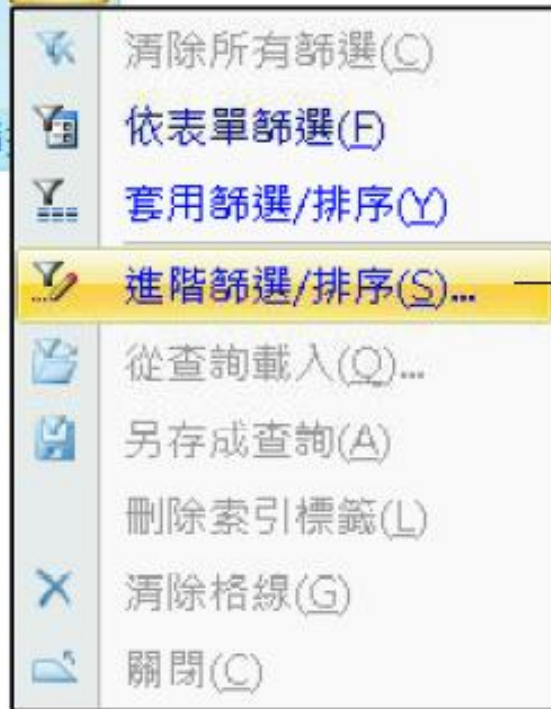 清除所有篩選(C)
依表單篩選(F)
套用篩選/排序(Y)
進階篩選/排序(S)...
從查詢載入(Q)...
另存成查詢(A)
刪除索引標籤(L)
清除格線(G)
關閉(C)